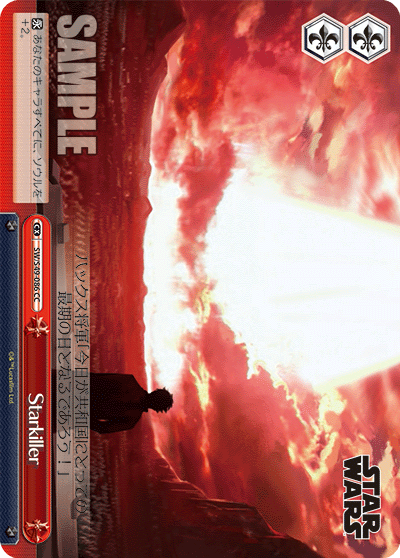 SAMPLE
永 あなたのキャラすべてに、ソウルを
+2。
ハックス将軍「今日が共和国にとっての
最期の日となるであろう！」
CX
SW/S49-086 CC
Starkiller
©&™Lucasfilm Ltd.
STAR
WARS